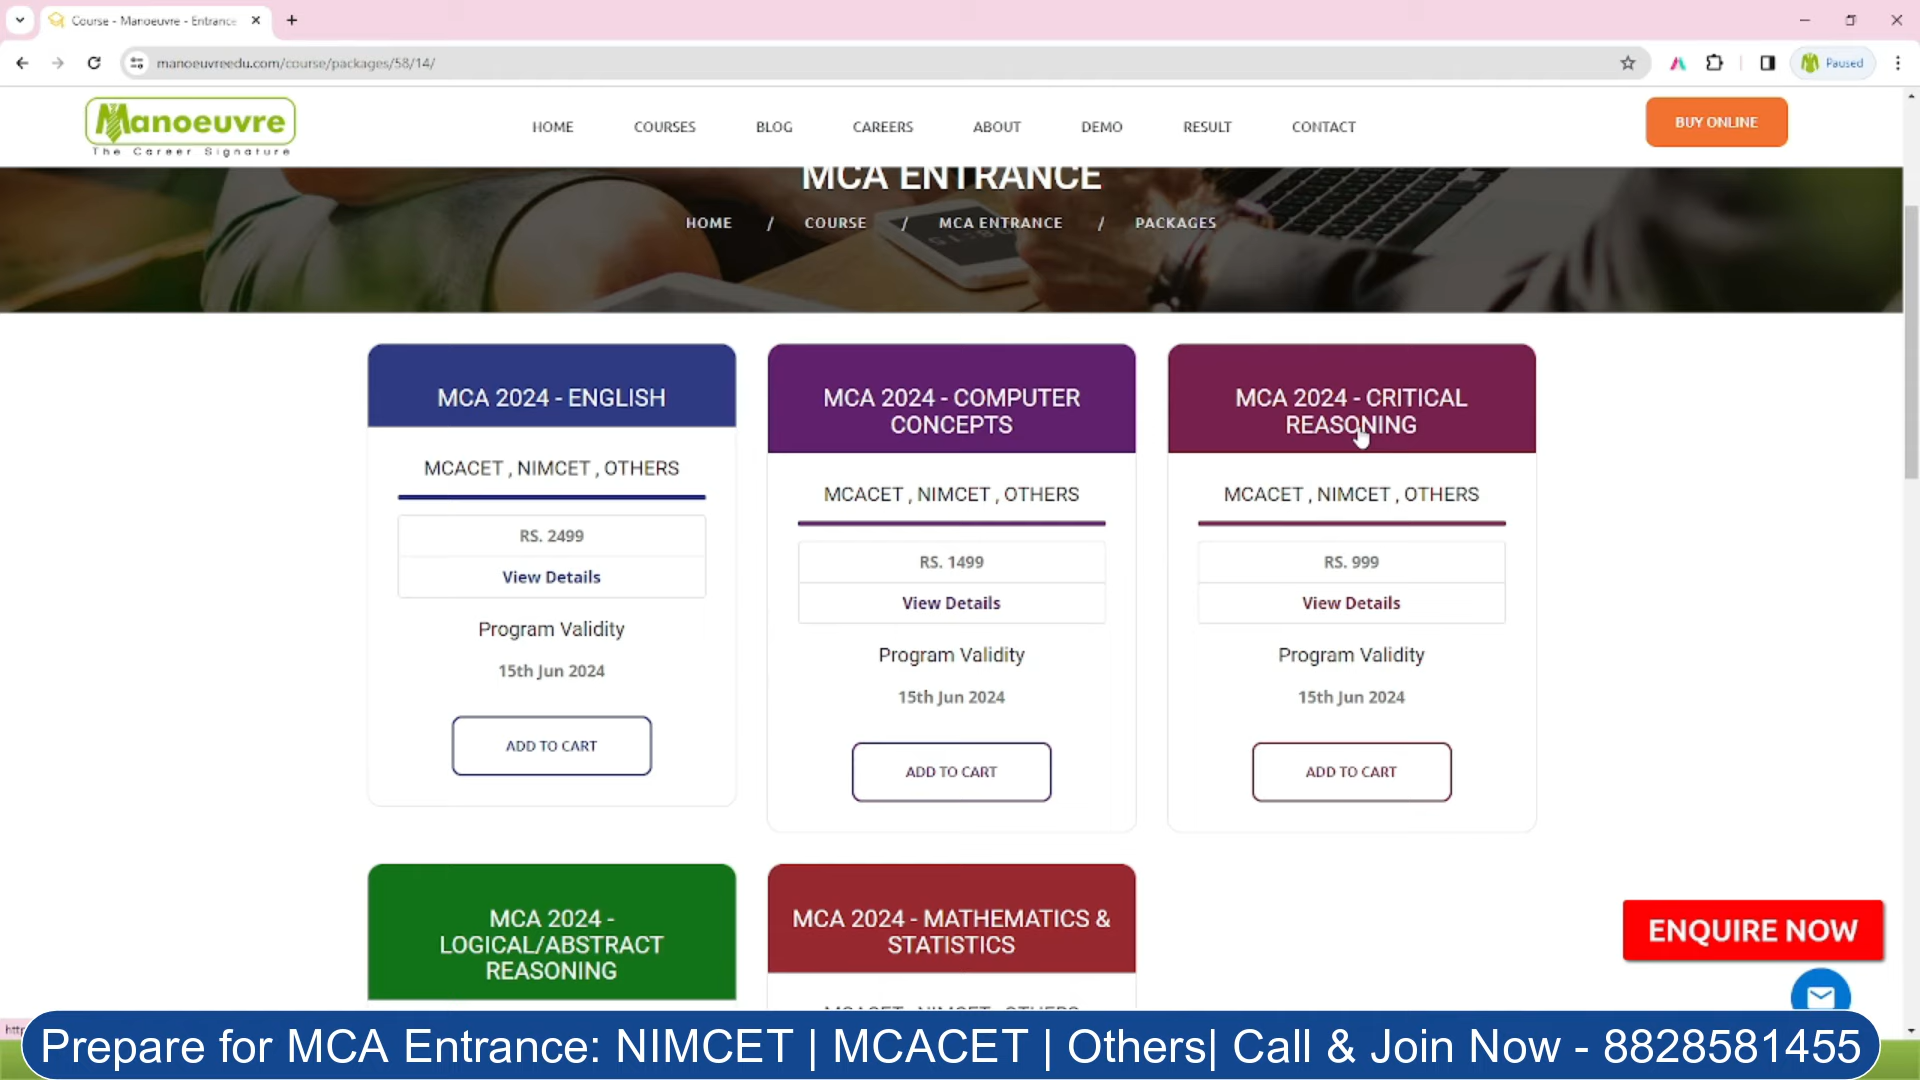 Course - Manoeuvre - Entrance
manoeuvreedu.com/course/packages/58/14/
Paused
Manoeuvre
The Career Signature
HOME
COURSES
BLOG
CAREERS
ABOUT
DEMO
RESULT
CONTACT
BUY ONLINE
MCA ENTRANCE
HOME / COURSE / MCA ENTRANCE / PACKAGES
MCA 2024 - ENGLISH
MCACET , NIMCET , OTHERS
RS. 2499
View Details
Program Validity
15th Jun 2024
ADD TO CART
MCA 2024 - COMPUTER
CONCEPTS
MCACET , NIMCET , OTHERS
RS. 1499
View Details
Program Validity
15th Jun 2024
ADD TO CART
MCA 2024 - CRITICAL
REASONING
MCACET , NIMCET , OTHERS
RS. 999
View Details
Program Validity
15th Jun 2024
ADD TO CART
MCA 2024 -
LOGICAL/ABSTRACT
REASONING
MCA 2024 - MATHEMATICS &
STATISTICS
MCACET , NIMCET , OTHERS
ENQUIRE NOW
Prepare for MCA Entrance: NIMCET | MCACET | Others| Call & Join Now - 8828581455